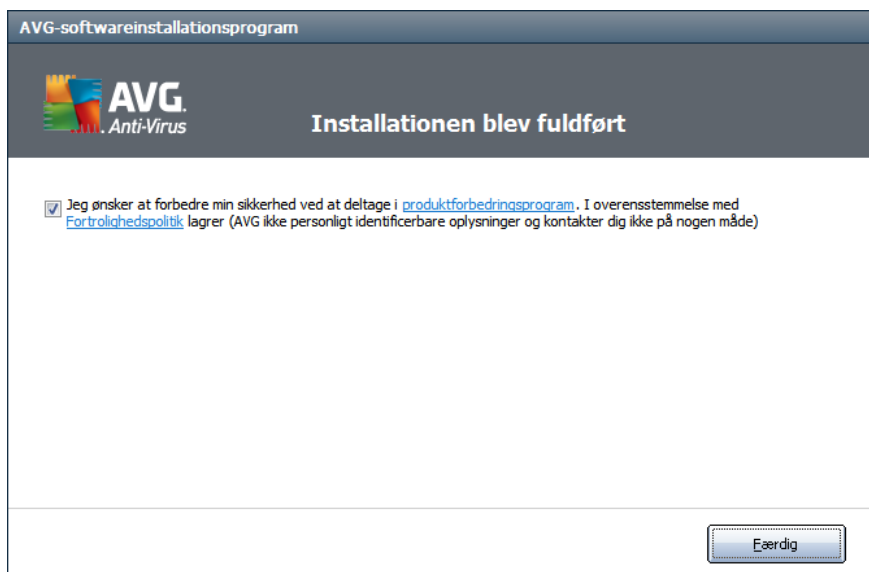 AVG-softwareinstallationsprogram
AVG.
Anti-Virus
Installationen blev fuldført
Jeg ønsker at forbedre min sikkerhed ved at deltage i produktforbedringsprogram. I overensstemmelse med
Fortrolighedspolitik lagrer (AVG ikke personligt identificerbare oplysninger og kontakter dig ikke på nogen måde)
Færdig